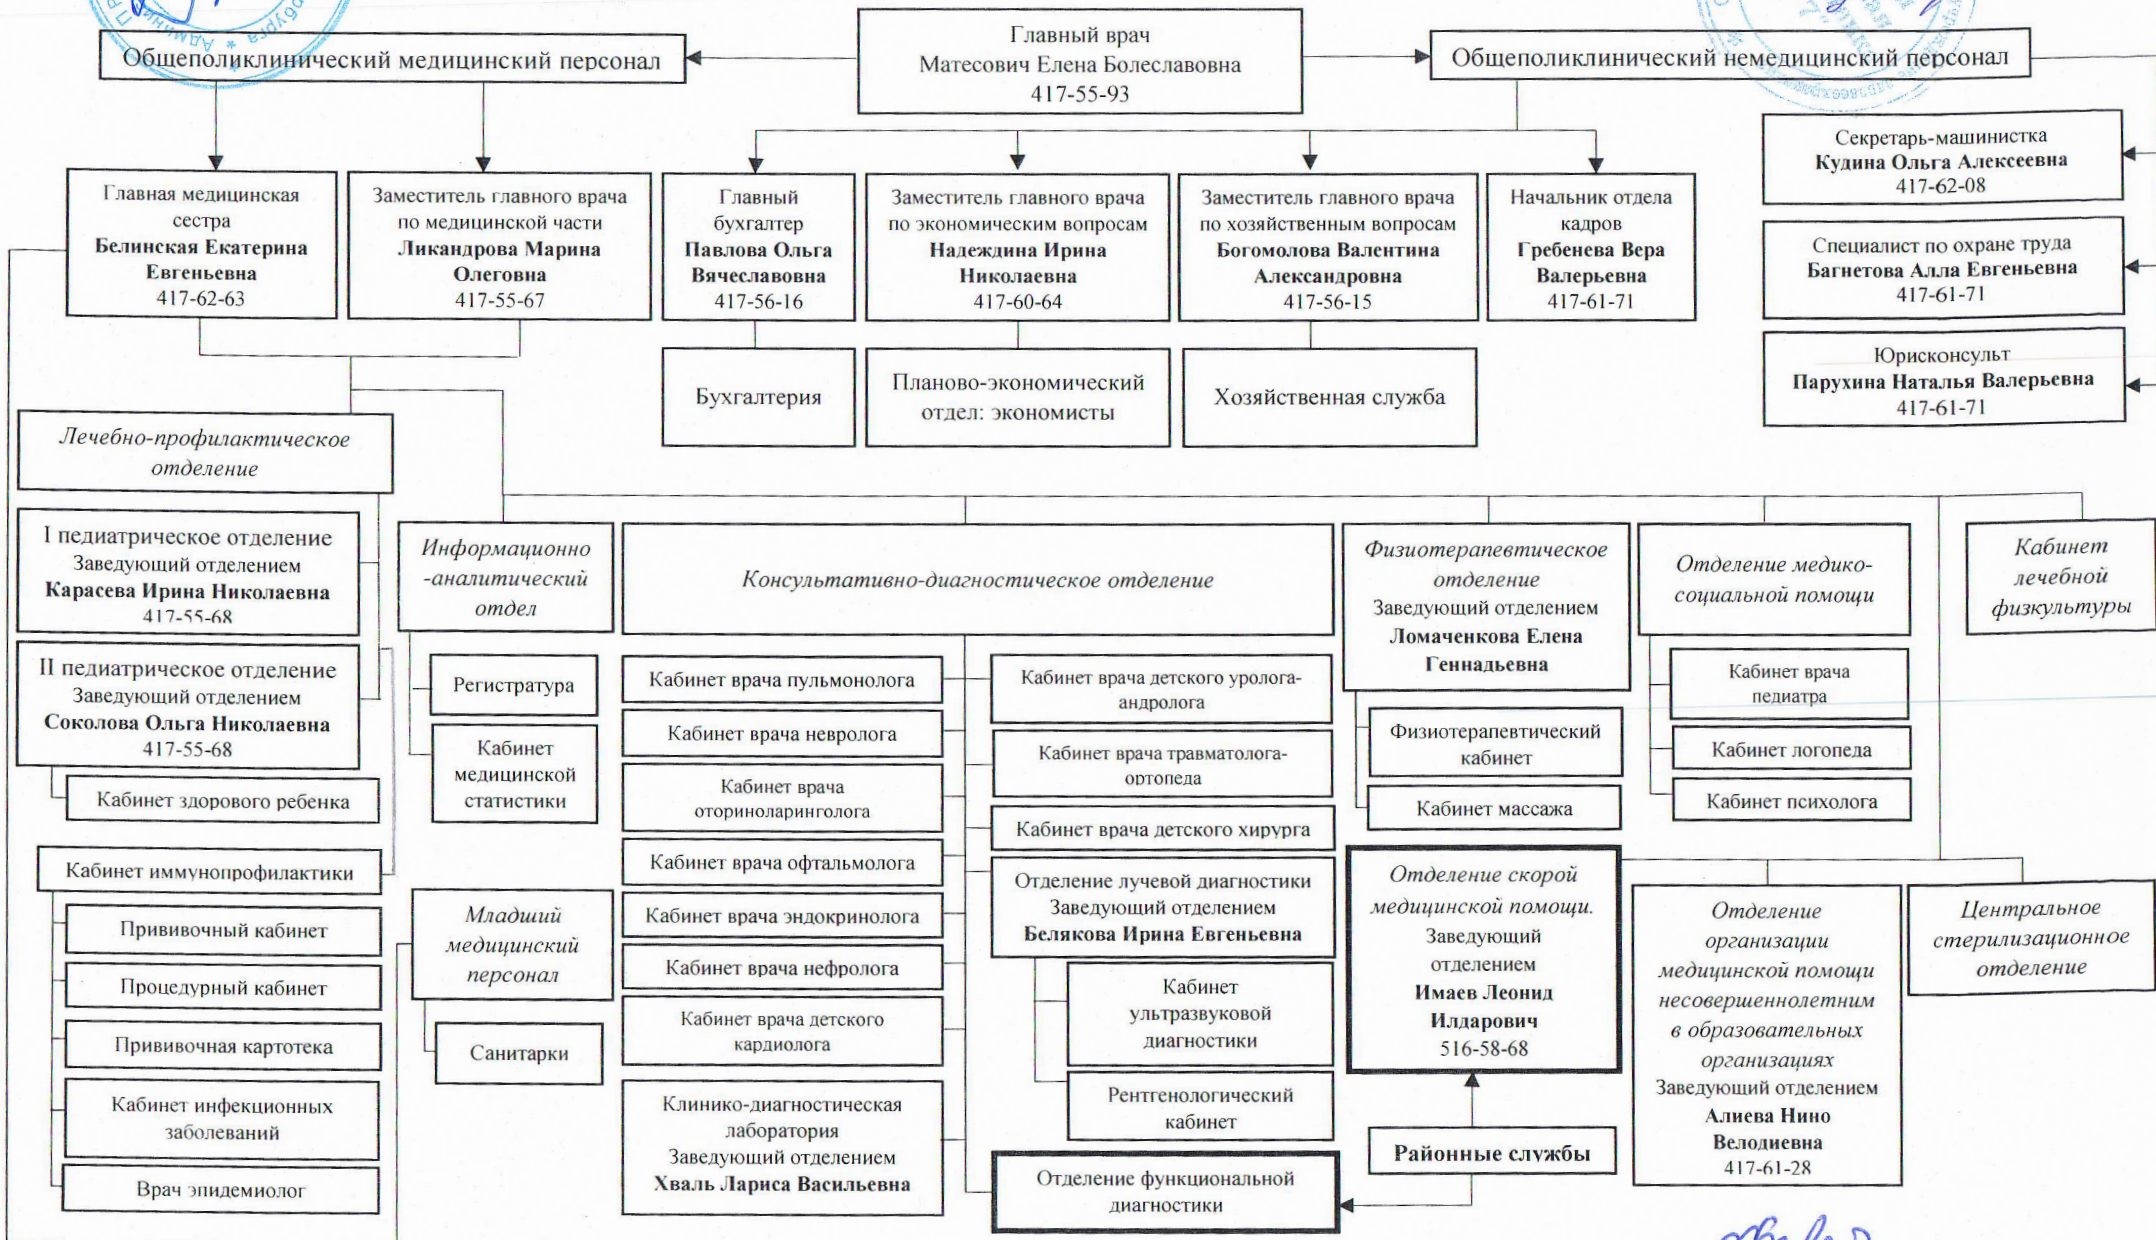 Главный врач
Матесович Елена Болеславовна
417-55-93
Общеполиклинический медицинский персонал
Общеполиклинический немедицинский персонал
Секретарь-машинистка
Кудина Ольга Алексеевна
417-62-08
Специалист по охране труда
Багнетова Алла Евгеньевна
417-61-71
Юрисконсульт
Парухина Наталья Валерьевна
417-61-71
Главная медицинская
сестра
Белинская Екатерина
Евгеньевна
417-62-63
Заместитель главного врача
по медицинской части
Ликандрова Марина
Олеговна
417-55-67
Главный
бухгалтер
Павлова Ольга
Вячеславовна
417-56-16
Заместитель главного врача
по экономическим вопросам
Надеждина Ирина
Николаевна
417-60-64
Заместитель главного врача
по хозяйственным вопросам
Богомолова Валентина
Александровна
417-56-15
Начальник отдела
кадров
Гребенева Вера
Валерьевна
417-61-71
Бухгалтерия
Планово-экономический
отдел: экономисты
Хозяйственная служба
Лечебно-профилактическое
отделение
I педиатрическое отделение
Заведующий отделением
Карасева Ирина Николаевна
417-55-68
II педиатрическое отделение
Заведующий отделением
Соколова Ольга Николаевна
417-55-68
Кабинет здорового ребенка
Кабинет иммунопрофилактики
Прививочный кабинет
Процедурный кабинет
Прививочная картотека
Кабинет инфекционных
заболеваний
Врач эпидемиолог
Информационно
-аналитический
отдел
Регистратура
Кабинет
медицинской
статистики
Младший
медицинский
персонал
Санитарки
Консультативно-диагностическое отделение
Кабинет врача пульмонолога
Кабинет врача невролога
Кабинет врача
оториноларинголога
Кабинет врача офтальмолога
Кабинет врача эндокринолога
Кабинет врача нефролога
Кабинет врача детского
кардиолога
Клинико-диагностическая
лаборатория
Заведующий отделением
Хваль Лариса Васильевна
Кабинет врача детского уролога-
андролога
Кабинет врача травматолога-
ортопеда
Кабинет врача детского хирурга
Отделение лучевой диагностики
Заведующий отделением
Белякова Ирина Евгеньевна
Кабинет
ультразвуковой
диагностики
Рентгенологический
кабинет
Отделение функциональной
диагностики
Физиотерапевтическое
отделение
Заведующий отделением
Ломаченкова Елена
Геннадьевна
Физиотерапевтический
кабинет
Кабинет массажа
Отделение скорой
медицинской помощи.
Заведующий
отделением
Имаев Леонид
Илдарович
516-58-68
Районные службы
Отделение медико-
социальной помощи
Кабинет врача
педиатра
Кабинет логопеда
Кабинет психолога
Отделение
организации
медицинской помощи
несовершеннолетним
в образовательных
организациях
Заведующий отделением
Алиева Нино
Велодиевна
417-61-28
Кабинет
лечебной
физкультуры
Центральное
стерилизационное
отделение